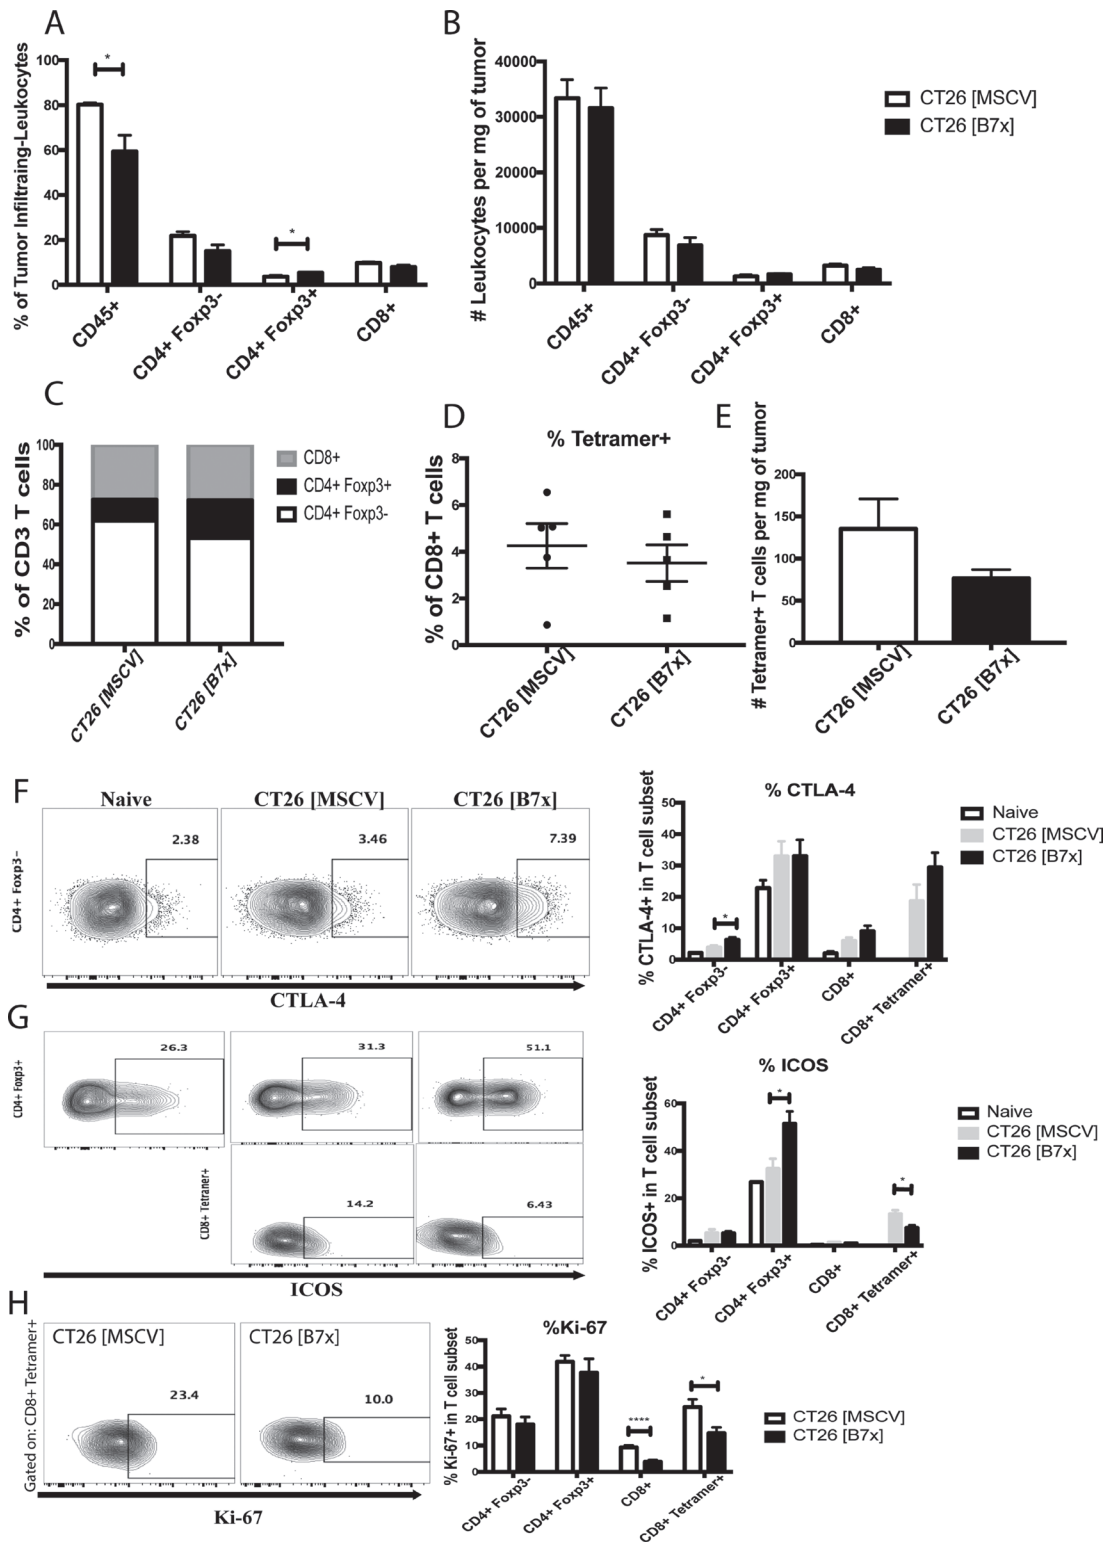 A
% of Tumor Infiltraing-Leukocytes
100
80
60
40
20
0
*
*
CD45+
CD4+ Foxp3-
CD4+ Foxp3+
CD8+
B
# Leukocytes per mg of tumor
40000
30000
20000
10000
0
CD45+
CD4+ Foxp3-
CD4+ Foxp3+
CD8+
CT26 [MSCV]
CT26 [B7x]
C
% of CD3 T cells
100
80
60
40
20
0
CT26 [MSCV]
CT26 [B7x]
CD8+
CD4+ Foxp3+
CD4+ Foxp3-
D
% Tetramer+
% of CD8+ T cells
8
6
4
2
0
CT26 [MSCV]
CT26 [B7x]
E
# Tetramer+ T cells per mg of tumor
200
150
100
50
0
CT26 [MSCV]
CT26 [B7x]
F
Naive
CT26 [MSCV]
CT26 [B7x]
CD4+ Foxp3-
2.38
3.46
7.39
CTLA-4
% CTLA-4
% CTLA-4+ in T cell subset
50
40
30
20
10
0
*
CD4+ Foxp3-
CD4+ Foxp3+
CD8+
CD8+ Tetramer+
Naive
CT26 [MSCV]
CT26 [B7x]
G
CD4+ Foxp3+
26.3
31.3
51.1
CD8+ Tetramer+
14.2
6.43
ICOS
% ICOS
% ICOS+ in T cell subset
60
40
20
0
*
*
CD4+ Foxp3-
CD4+ Foxp3+
CD8+
CD8+ Tetramer+
Naive
CT26 [MSCV]
CT26 [B7x]
H
Gated on: CD8+ Tetramer+
CT26 [MSCV]
23.4
CT26 [B7x]
10.0
Ki-67
%Ki-67
% Ki-67+ in T cell subset
50
40
30
20
10
0
****
*
CD4+ Foxp3-
CD4+ Foxp3+
CD8+
CD8+ Tetramer+
CT26 [MSCV]
CT26 [B7x]